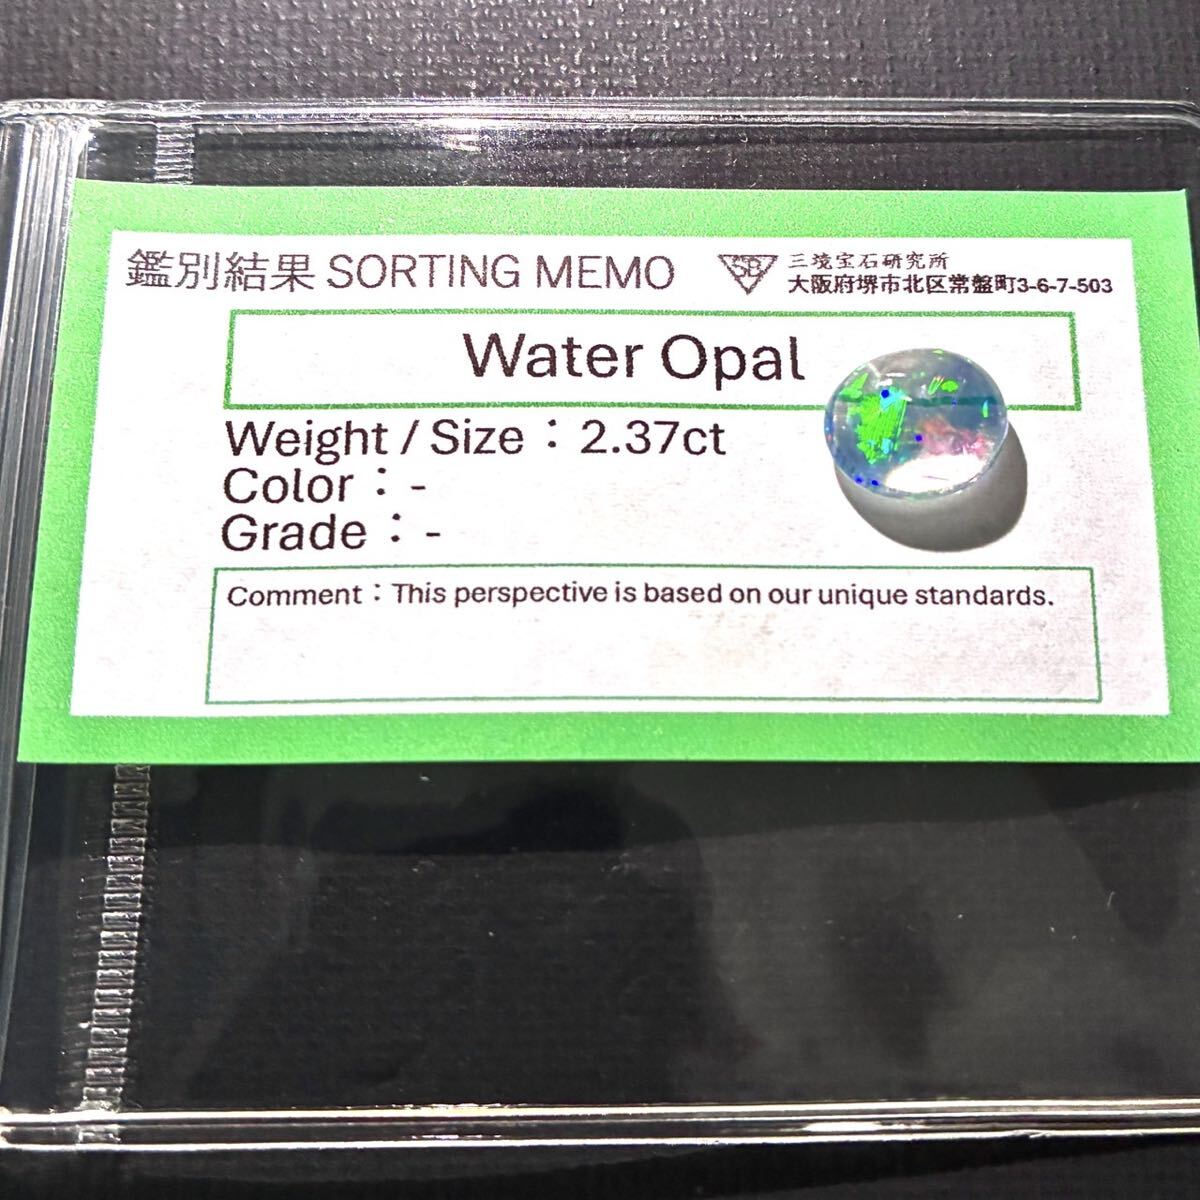 鑑別結果 SORTING MEMO
SB
三境宝石研究所
大阪府堺市北区常盤町3-6-7-503
Water Opal
Weight / Size：2.37ct
Color：-
Grade：-
Comment：This perspective is based on our unique standards.